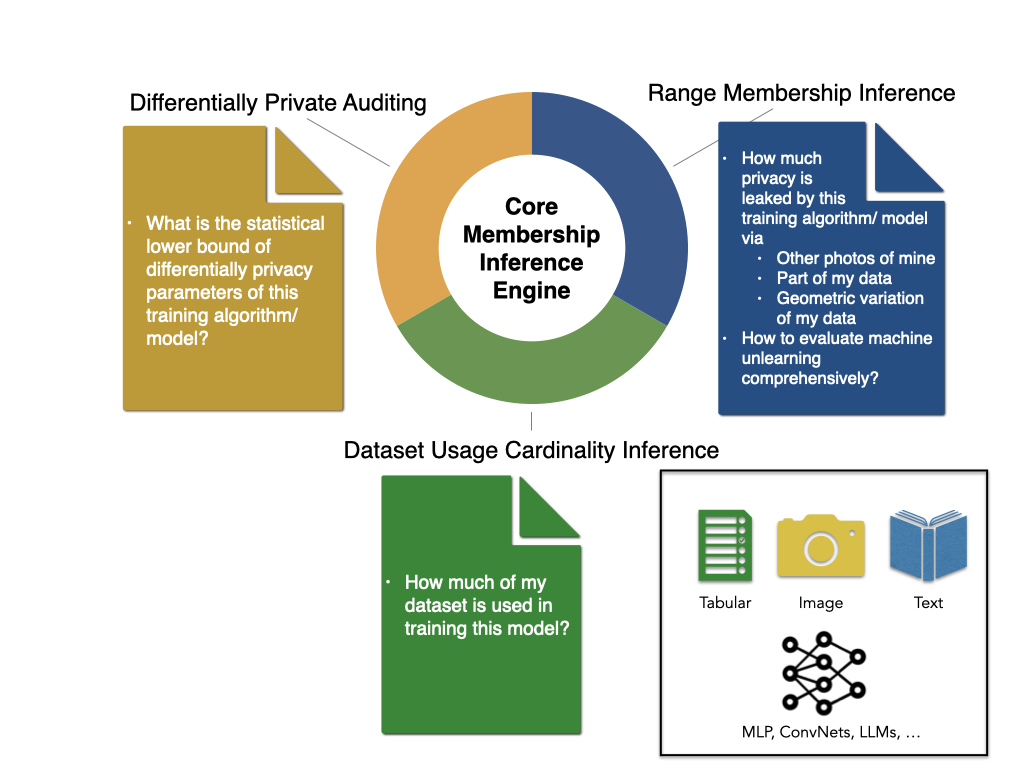 Differentially Private Auditing
Range Membership Inference
• What is the statistical
lower bound of
differentially privacy
parameters of this
training algorithm/
model?
Core
Membership
Inference
Engine
• How much
privacy is
leaked by this
training algorithm/ model
via
• Other photos of mine
• Part of my data
• Geometric variation
of my data
• How to evaluate machine
unlearning
comprehensively?
Dataset Usage Cardinality Inference
• How much of my
dataset is used in
training this model?
Tabular
Image
Text
MLP, ConvNets, LLMs, …